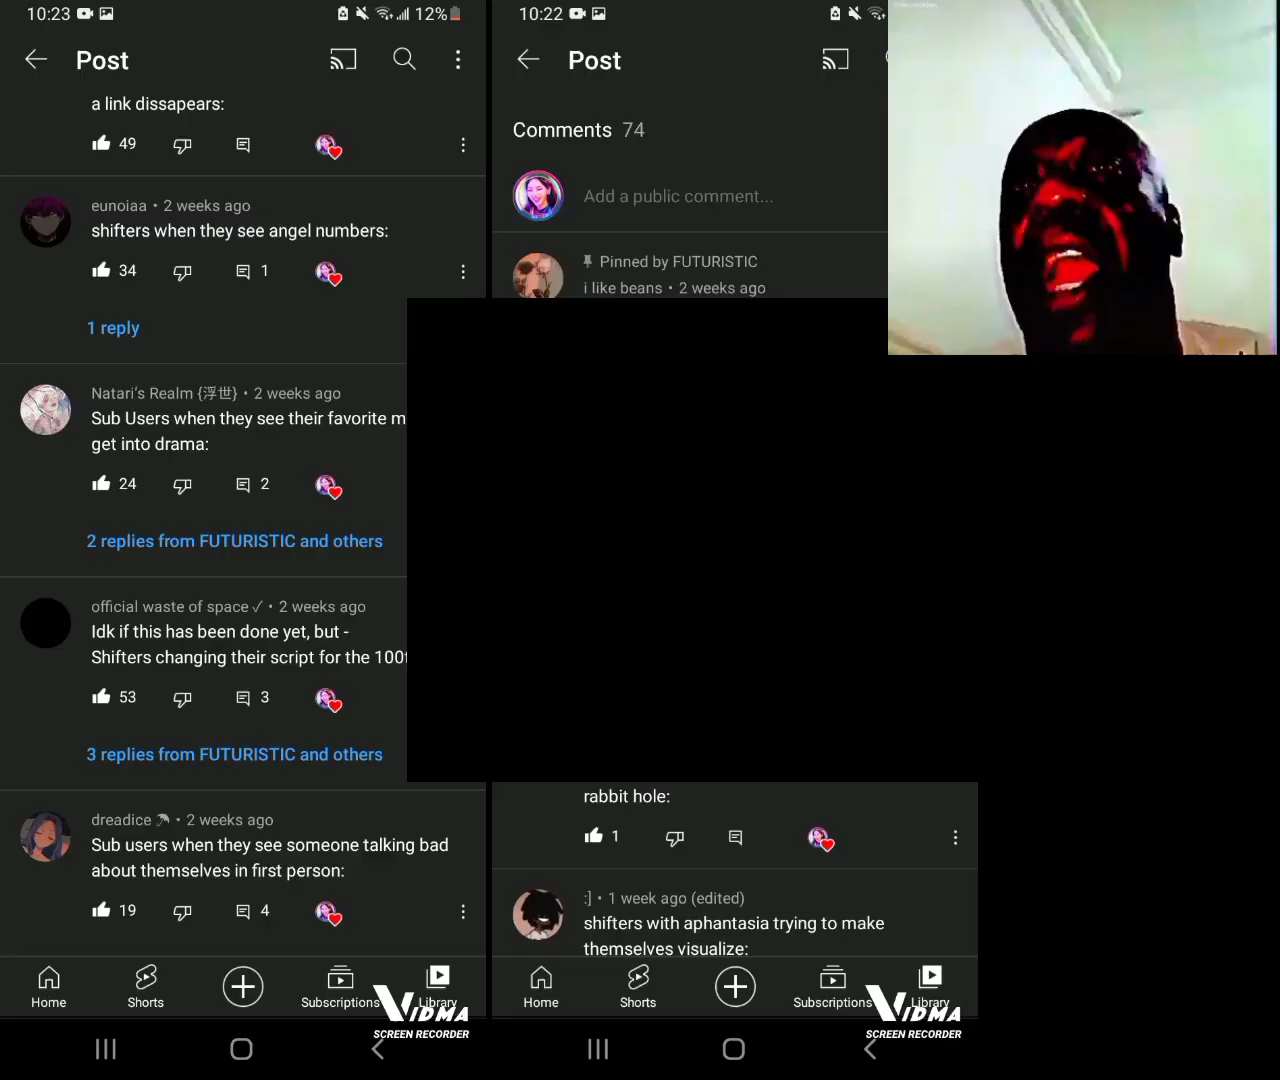 10:23
12%
Post
a link dissapears:
49
eunoiaa • 2 weeks ago
shifters when they see angel numbers:
34
1
1 reply
Natari's Realm {浮世} • 2 weeks ago
Sub Users when they see their favorite m
get into drama:
24
2
2 replies from FUTURISTIC and others
official waste of space ✓ • 2 weeks ago
Idk if this has been done yet, but -
Shifters changing their script for the 100t
53
3
3 replies from FUTURISTIC and others
dreadice • 2 weeks ago
Sub users when they see someone talking bad
about themselves in first person:
19
4
Home
Shorts
Subscriptions
Library
VIDMA
SCREEN RECORDER
10:22
Post
Comments 74
Add a public comment...
Pinned by FUTURISTIC
i like beans • 2 weeks ago
rabbit hole:
1
:] • 1 week ago (edited)
shifters with aphantasia trying to make
themselves visualize:
Home
Shorts
Subscriptions
Library
VIDMA
SCREEN RECORDER